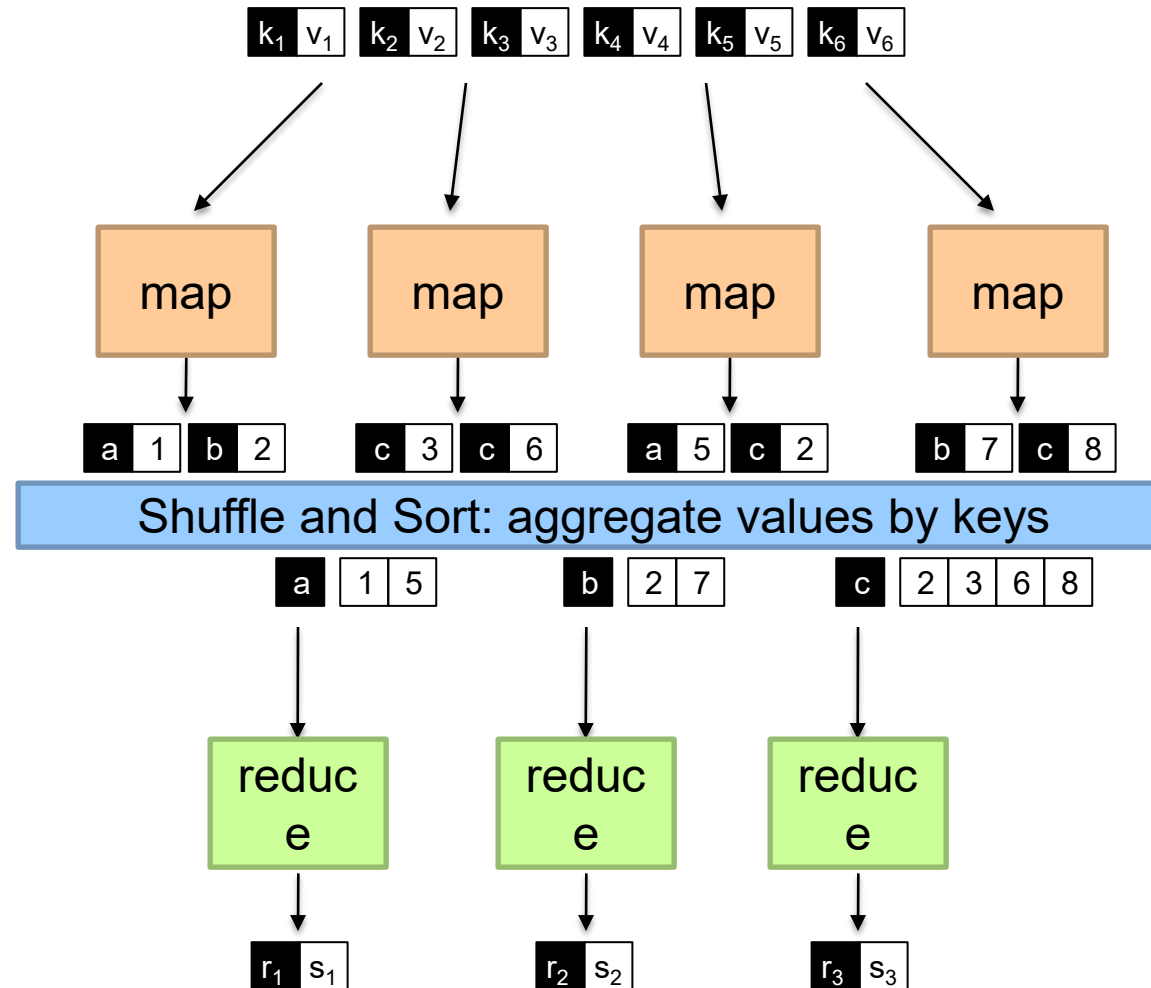 k₁ v₁ k₂ v₂ k₃ v₃ k₄ v₄ k₅ v₅ k₆ v₆
map map map map
a 1 b 2 c 3 c 6 a 5 c 2 b 7 c 8
Shuffle and Sort: aggregate values by keys
a 1 5 b 2 7 c 2 3 6 8
reduc reduc reduc
e e e
r₁ s₁ r₂ s₂ r₃ s₃